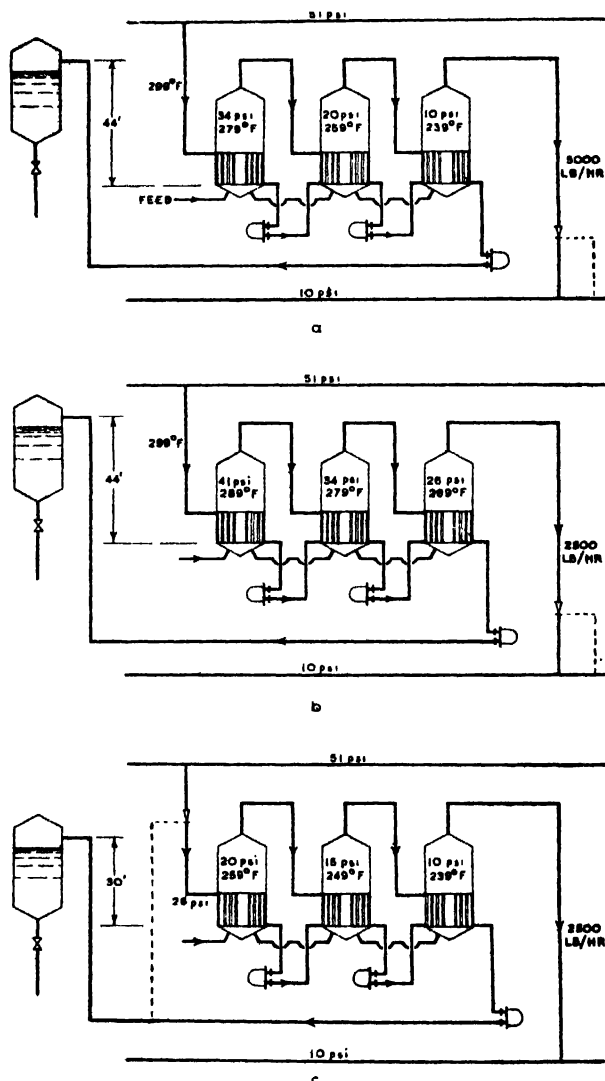 51 psi
298°F
34 psi
279°F
20 psi
259°F
10 psi
239°F
44'
FEED
5000
LB/HR
10 psi
a
51 psi
298°F
41 psi
289°F
34 psi
279°F
26 psi
269°F
44'
2500
LB/HR
10 psi
b
51 psi
20 psi
259°F
15 psi
249°F
10 psi
239°F
30'
26 psi
2500
LB/HR
10 psi
c